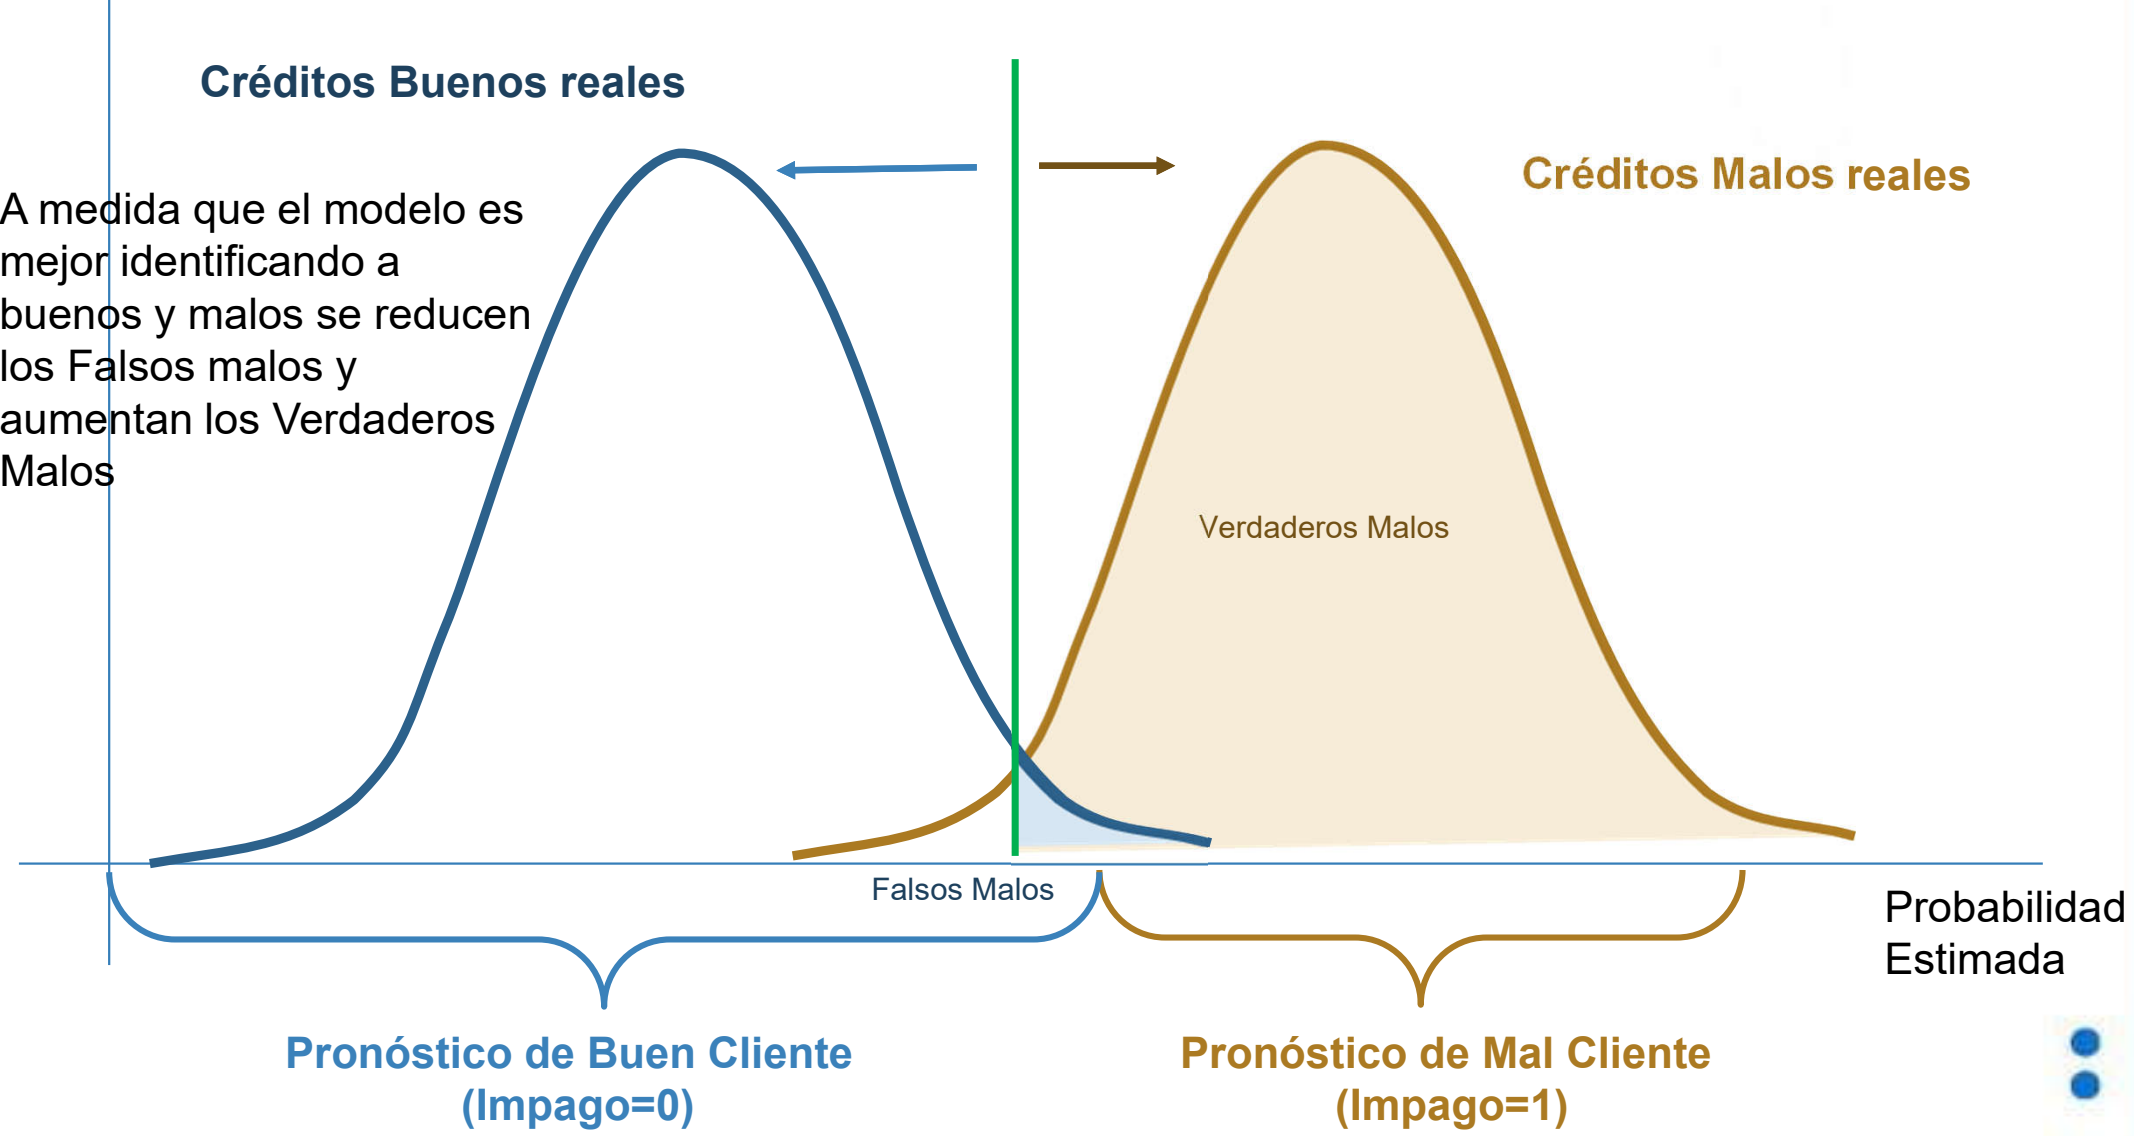 Créditos Buenos reales
A medida que el modelo es
mejor identificando a
buenos y malos se reducen
los Falsos malos y
aumentan los Verdaderos
Malos
Créditos Malos reales
Verdaderos Malos
Falsos Malos
Probabilidad
Estimada
Pronóstico de Buen Cliente
(Impago=0)
Pronóstico de Mal Cliente
(Impago=1)